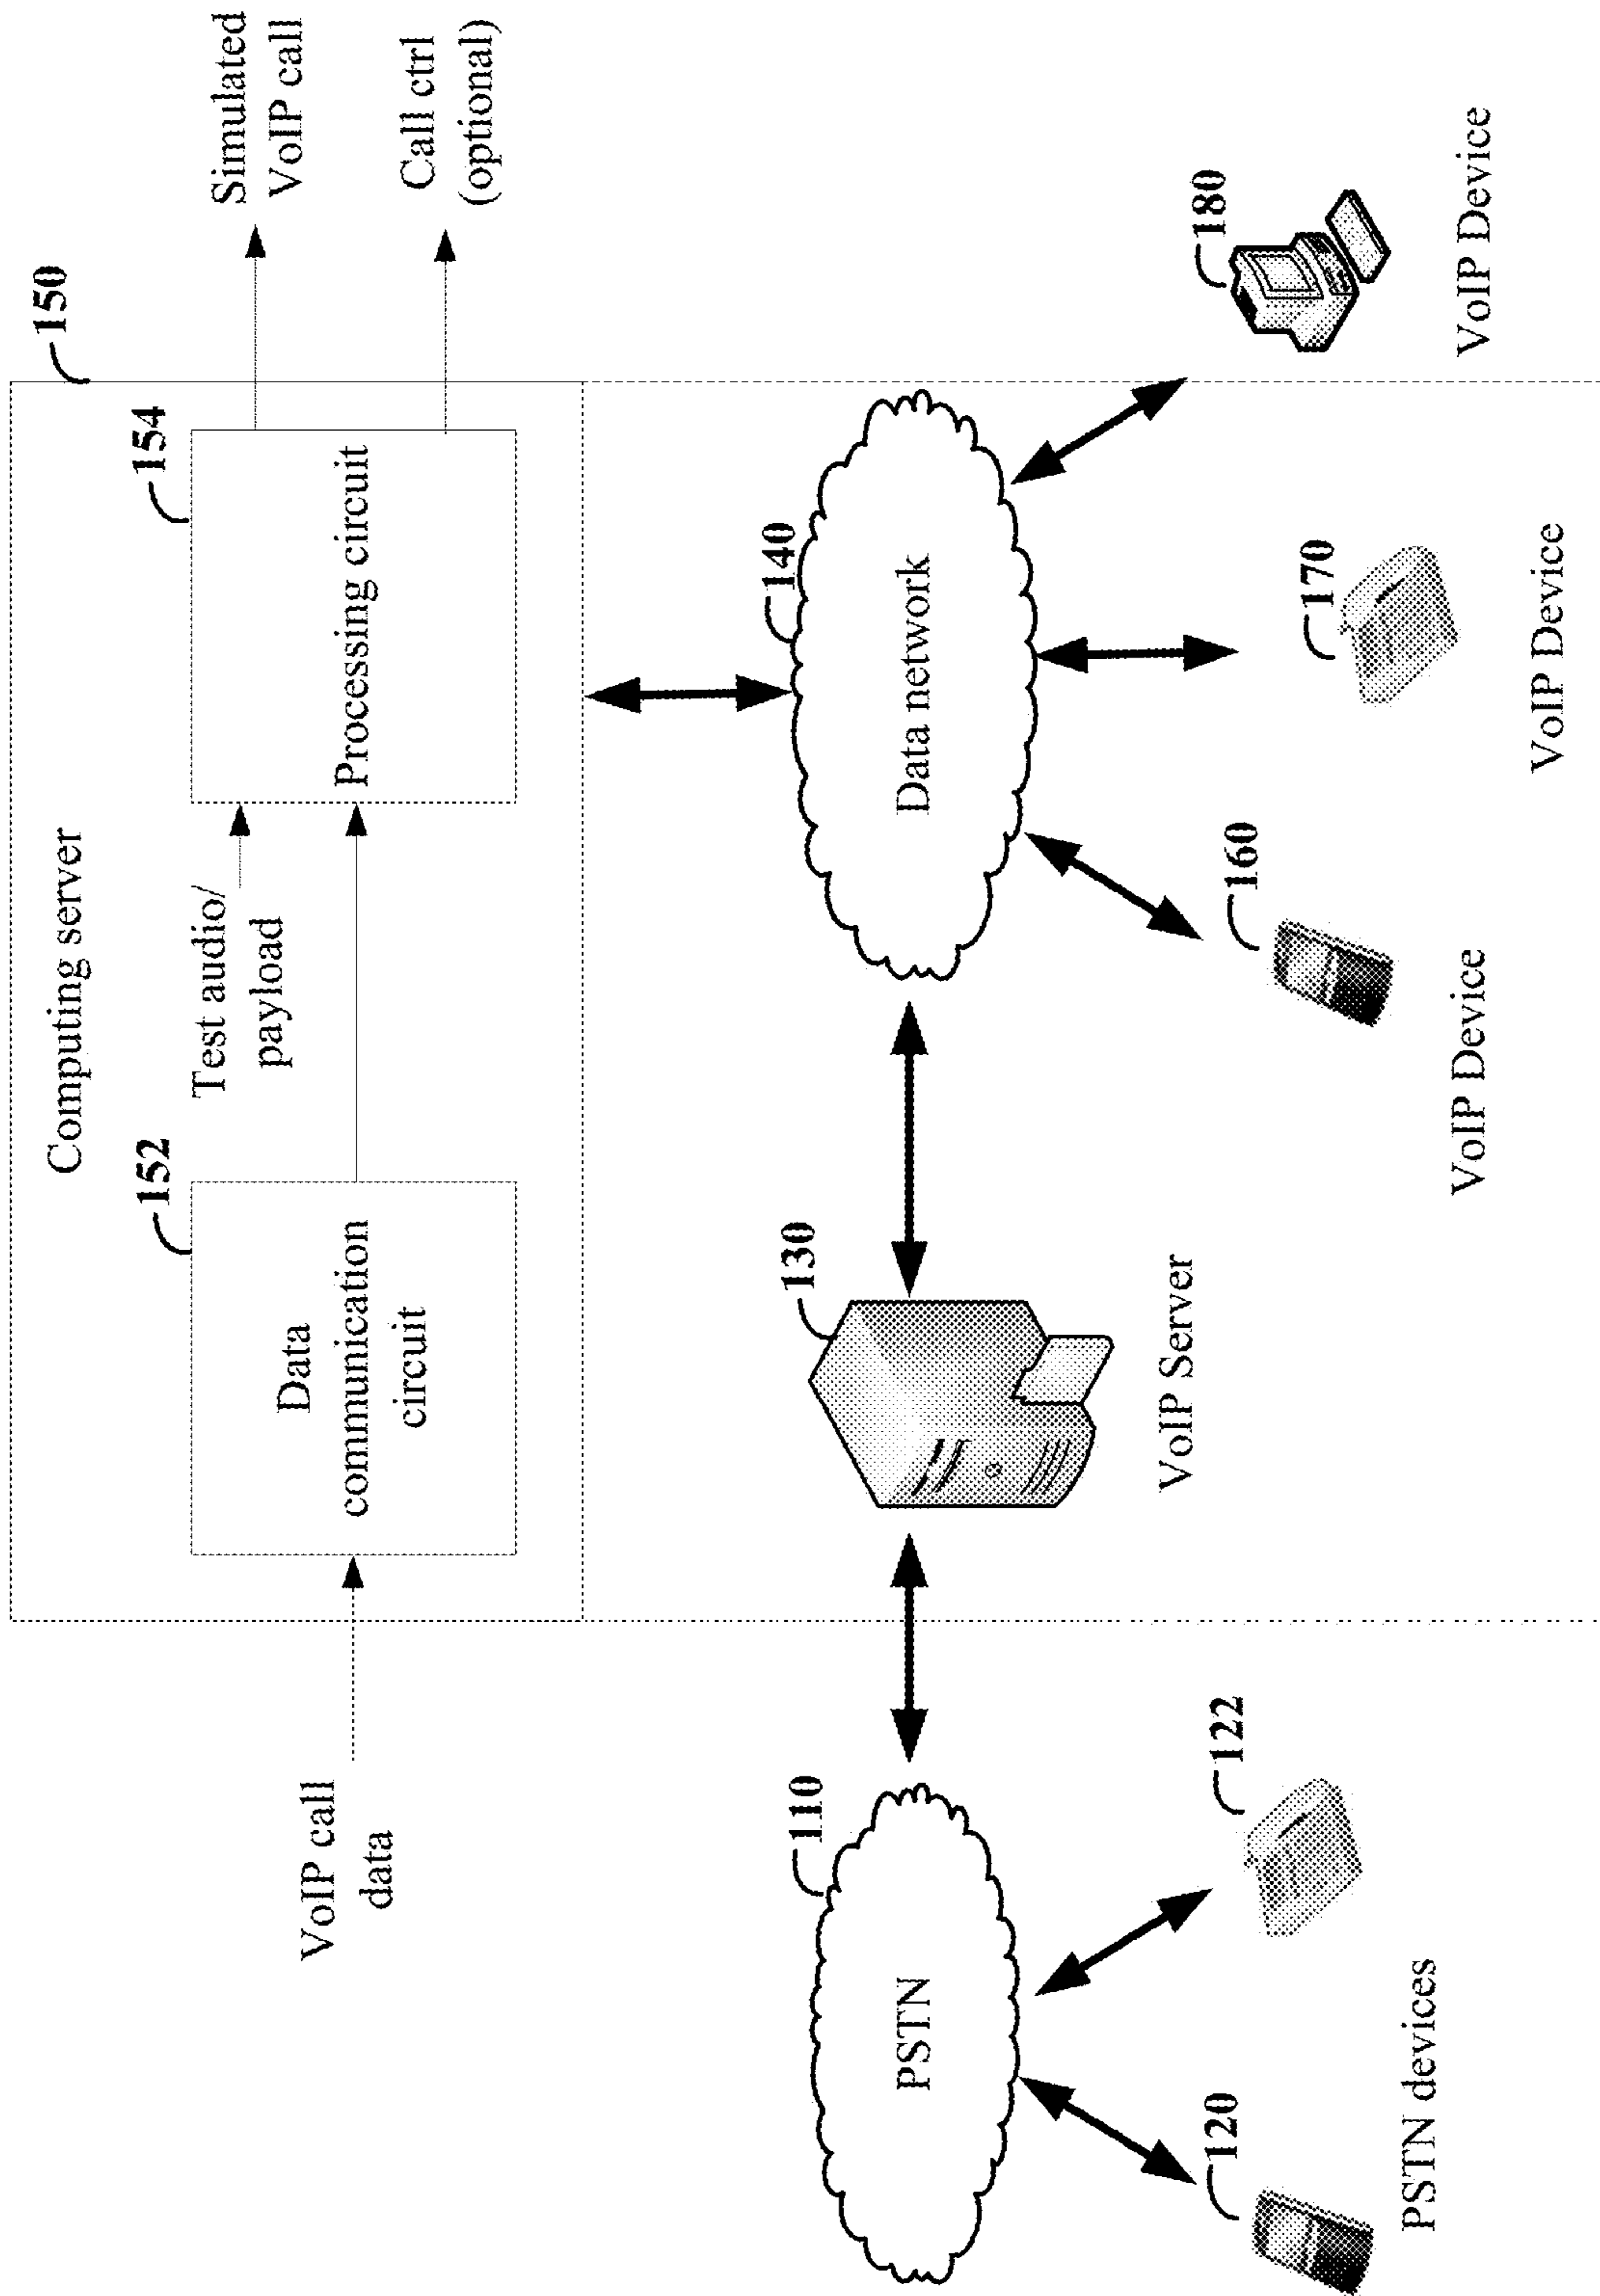 Computing server
150
152
154
VoIP call
data
Data
communication
circuit
Test audio/
payload
Processing circuit
Simulated
VoIP call
Call ctrl
(optional)
110
130
140
PSTN
Data network
VoIP Server
120
122
160
170
180
PSTN devices
VoIP Device
VoIP Device
VoIP Device